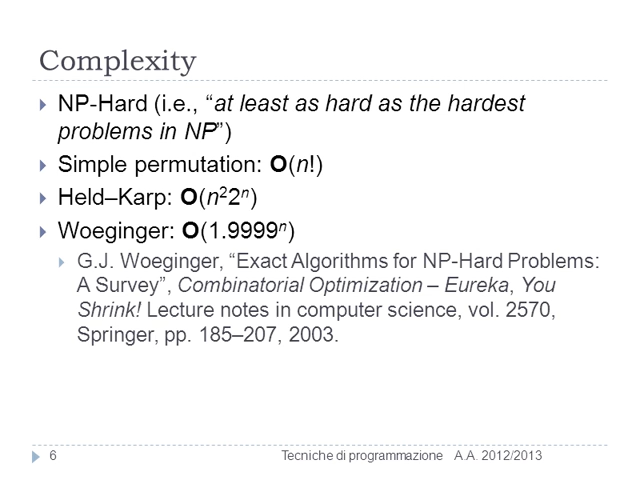 Complexity
NP-Hard (i.e., “at least as hard as the hardest
problems in NP”)
Simple permutation: O(n!)
Held–Karp: O(n²2ⁿ)
Woeginger: O(1.9999ⁿ)
G.J. Woeginger, “Exact Algorithms for NP-Hard Problems:
A Survey”, Combinatorial Optimization – Eureka, You
Shrink! Lecture notes in computer science, vol. 2570,
Springer, pp. 185–207, 2003.
6 Tecniche di programmazione A.A. 2012/2013